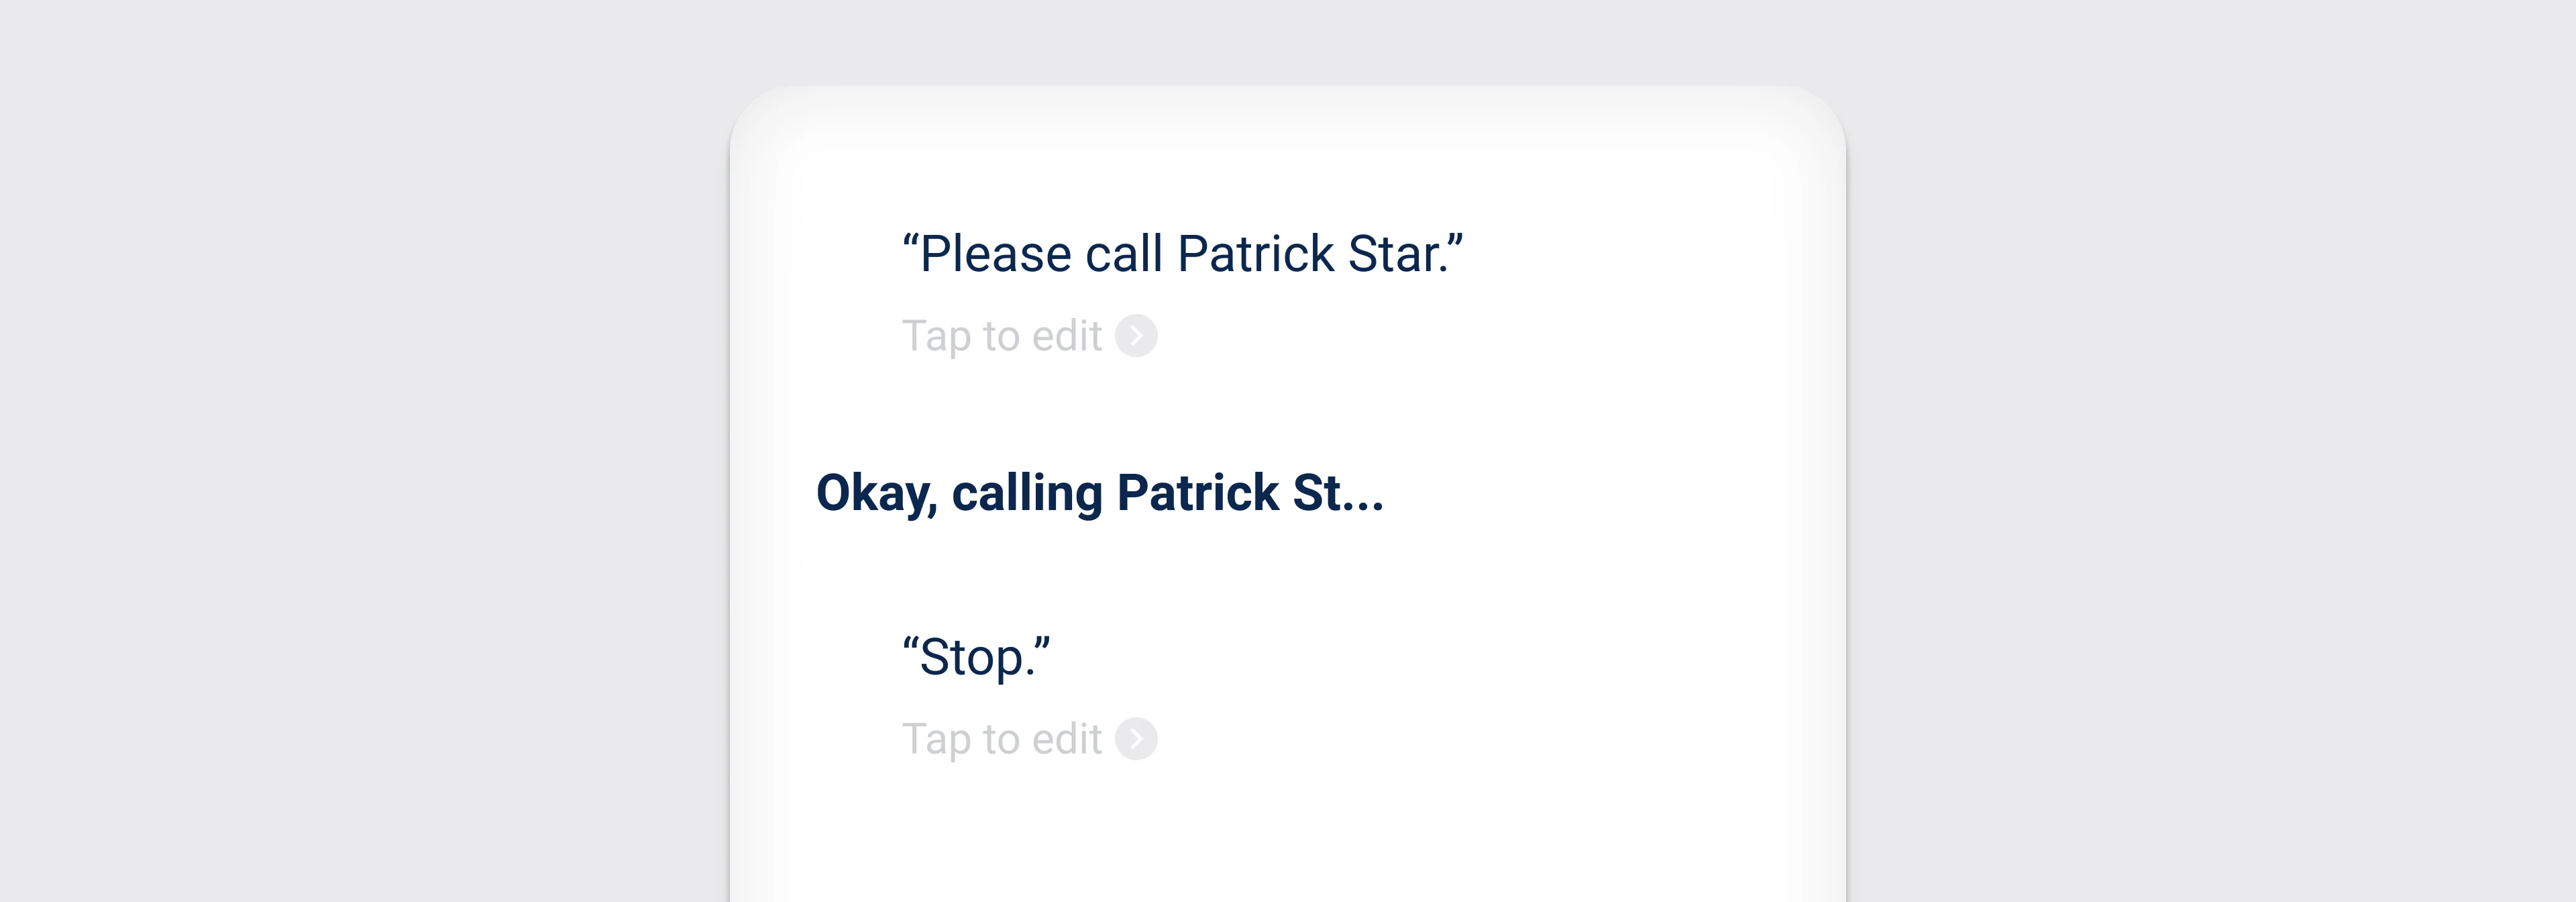 “Please call Patrick Star.”
Tap to edit
Okay, calling Patrick St...
“Stop.”
Tap to edit